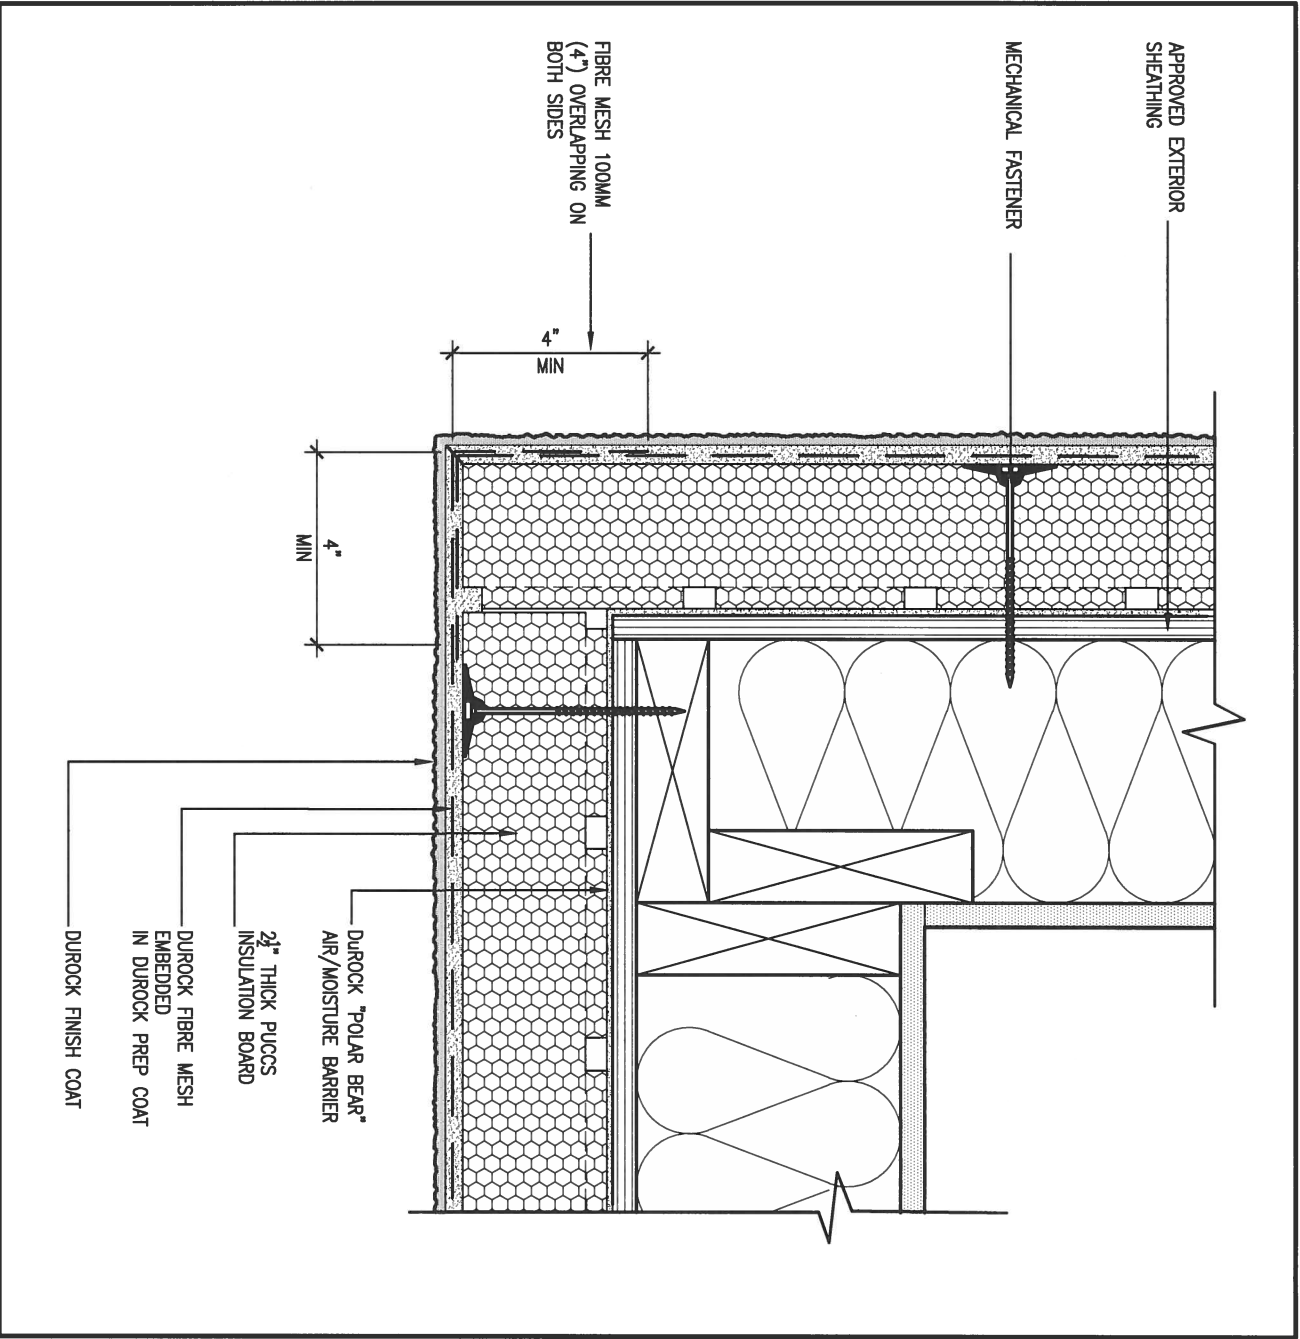 APPROVED EXTERIOR
SHEATHING
MECHANICAL FASTENER
FIBRE MESH 100MM
(4") OVERLAPPING ON
BOTH SIDES
4"
MIN
4"
MIN
DuROCK "POLAR BEAR"
AIR/MOISTURE BARRIER
2½" THICK PUCCS
INSULATION BOARD
DUROCK FIBRE MESH
EMBEDDED
IN DUROCK PREP COAT
DUROCK FINISH COAT